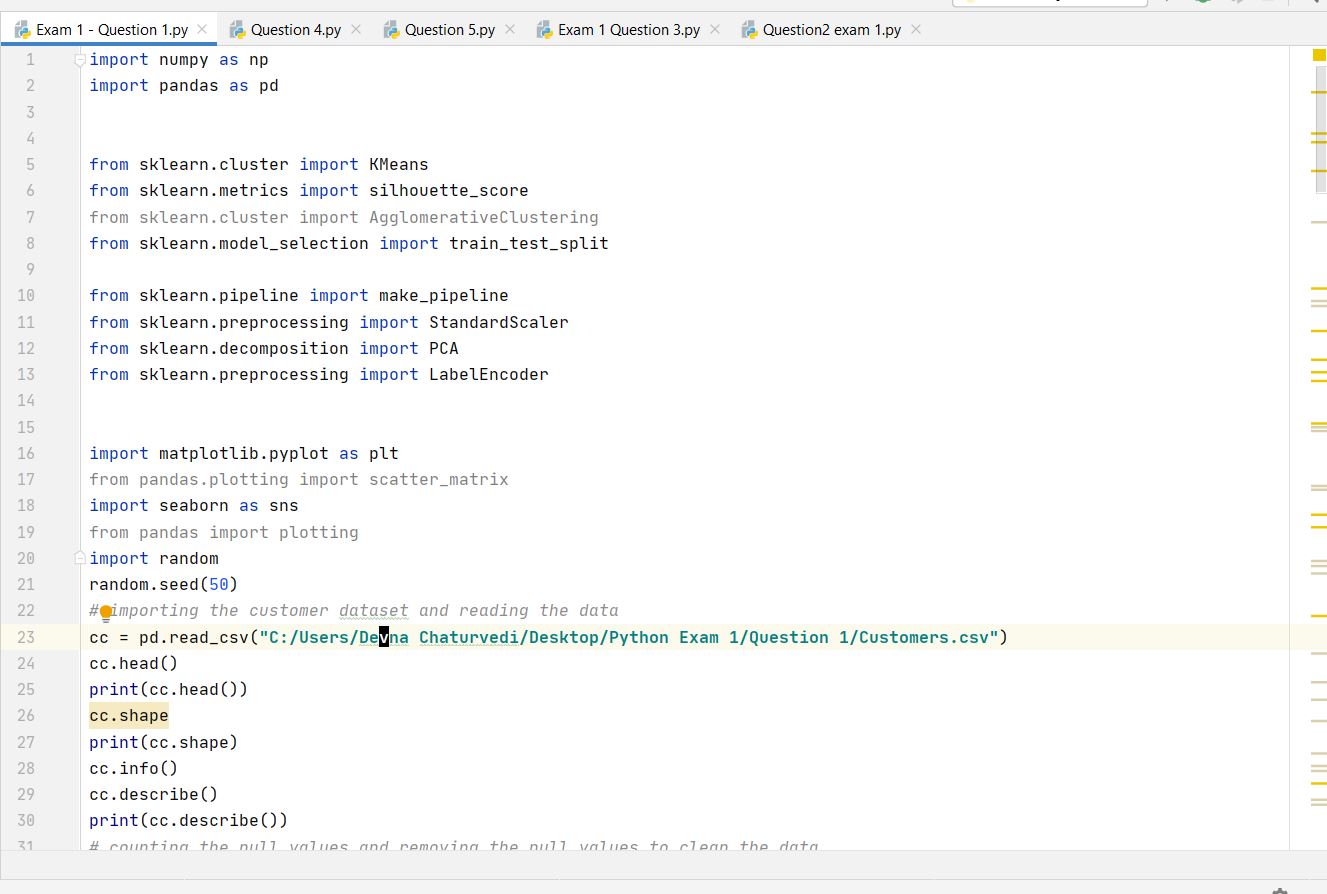 Exam 1 - Question 1.py Question 4.py Question 5.py Exam 1 Question 3.py Question2 exam 1.py
1 import numpy as np
2 import pandas as pd
3
4
5 from sklearn.cluster import KMeans
6 from sklearn.metrics import silhouette_score
7 from sklearn.cluster import AgglomerativeClustering
8 from sklearn.model_selection import train_test_split
9
10 from sklearn.pipeline import make_pipeline
11 from sklearn.preprocessing import StandardScaler
12 from sklearn.decomposition import PCA
13 from sklearn.preprocessing import LabelEncoder
14
15
16 import matplotlib.pyplot as plt
17 from pandas.plotting import scatter_matrix
18 import seaborn as sns
19 from pandas import plotting
20 import random
21 random.seed(50)
22 # importing the customer dataset and reading the data
23 cc = pd.read_csv("C:/Users/Devna Chaturvedi/Desktop/Python Exam 1/Question 1/Customers.csv")
24 cc.head()
25 print(cc.head())
26 cc.shape
27 print(cc.shape)
28 cc.info()
29 cc.describe()
30 print(cc.describe())
31 # counting the null values and removing the null values to clean the data